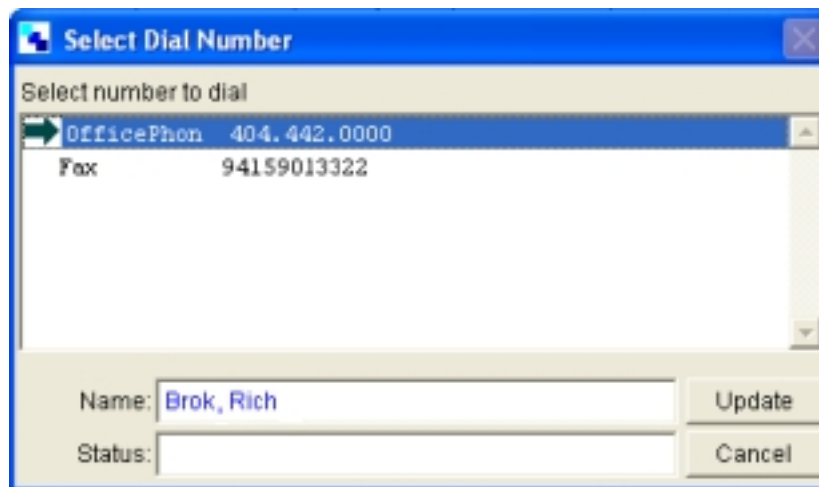 Select Dial Number
Select number to dial
OfficePhon 404.442.0000
Fax 94159013322
Name: Brok, Rich Update
Status: Cancel